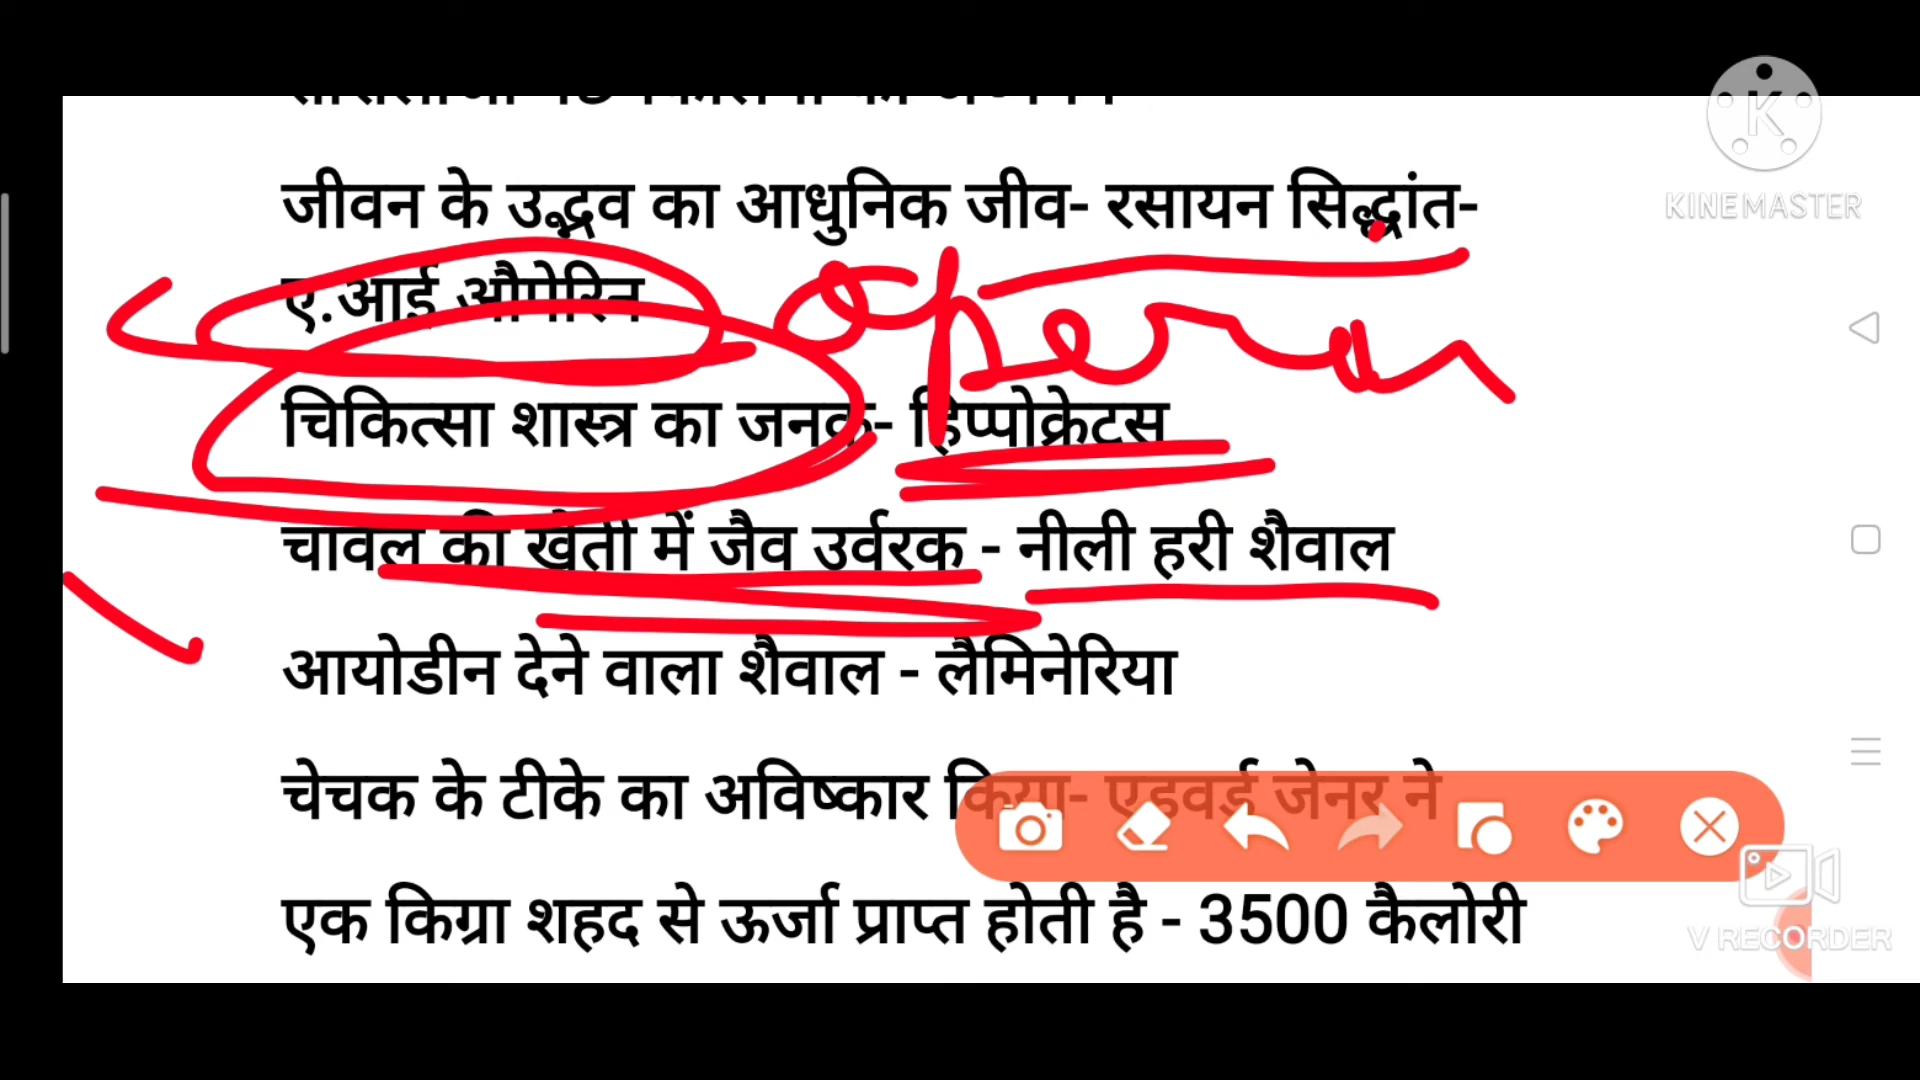 जीवन के उद्भव का आधुनिक जीव- रसायन सिद्धांत-
ए.आई औपेरिन
चिकित्सा शास्त्र का जनक- हिप्पोक्रेटस
चावल की खेती में जैव उर्वरक - नीली हरी शैवाल
आयोडीन देने वाला शैवाल - लैमिनेरिया
चेचक के टीके का अविष्कार किया- एडवर्ड जेनर ने
एक किग्रा शहद से ऊर्जा प्राप्त होती है - 3500 कैलोरी
K
KINEMASTER
V RECORDER